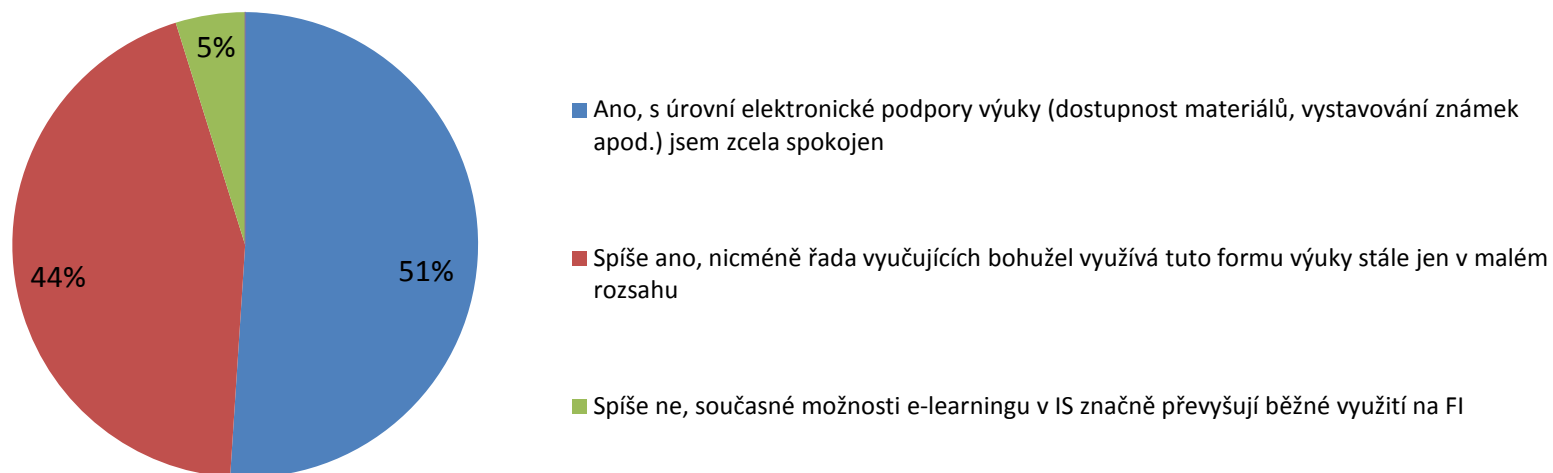 5%
44%
51%
Ano, s úrovní elektronické podpory výuky (dostupnost materiálů, vystavování známek
apod.) jsem zcela spokojen
Spíše ano, nicméně řada vyučujících bohužel využívá tuto formu výuky stále jen v malém
rozsahu
Spíše ne, současné možnosti e-learningu v IS značně převyšují běžné využití na FI